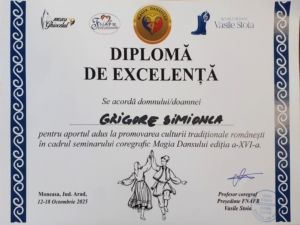 Vasile Stoia
DIPLOMĂ
DE EXCELENȚĂ
Se acordă domnului/doamnei
GRIGORE SIMIONCA
pentru aportul adus la promovarea culturii tradiționale românești
în cadrul seminarului coregrafic Magia Dansului ediția a-XVI-a.
Moneasa, Jud, Arad,
12-18 Octombrie 2025
Profesor coregraf
Președinte FNAFR
Vasile Stoia